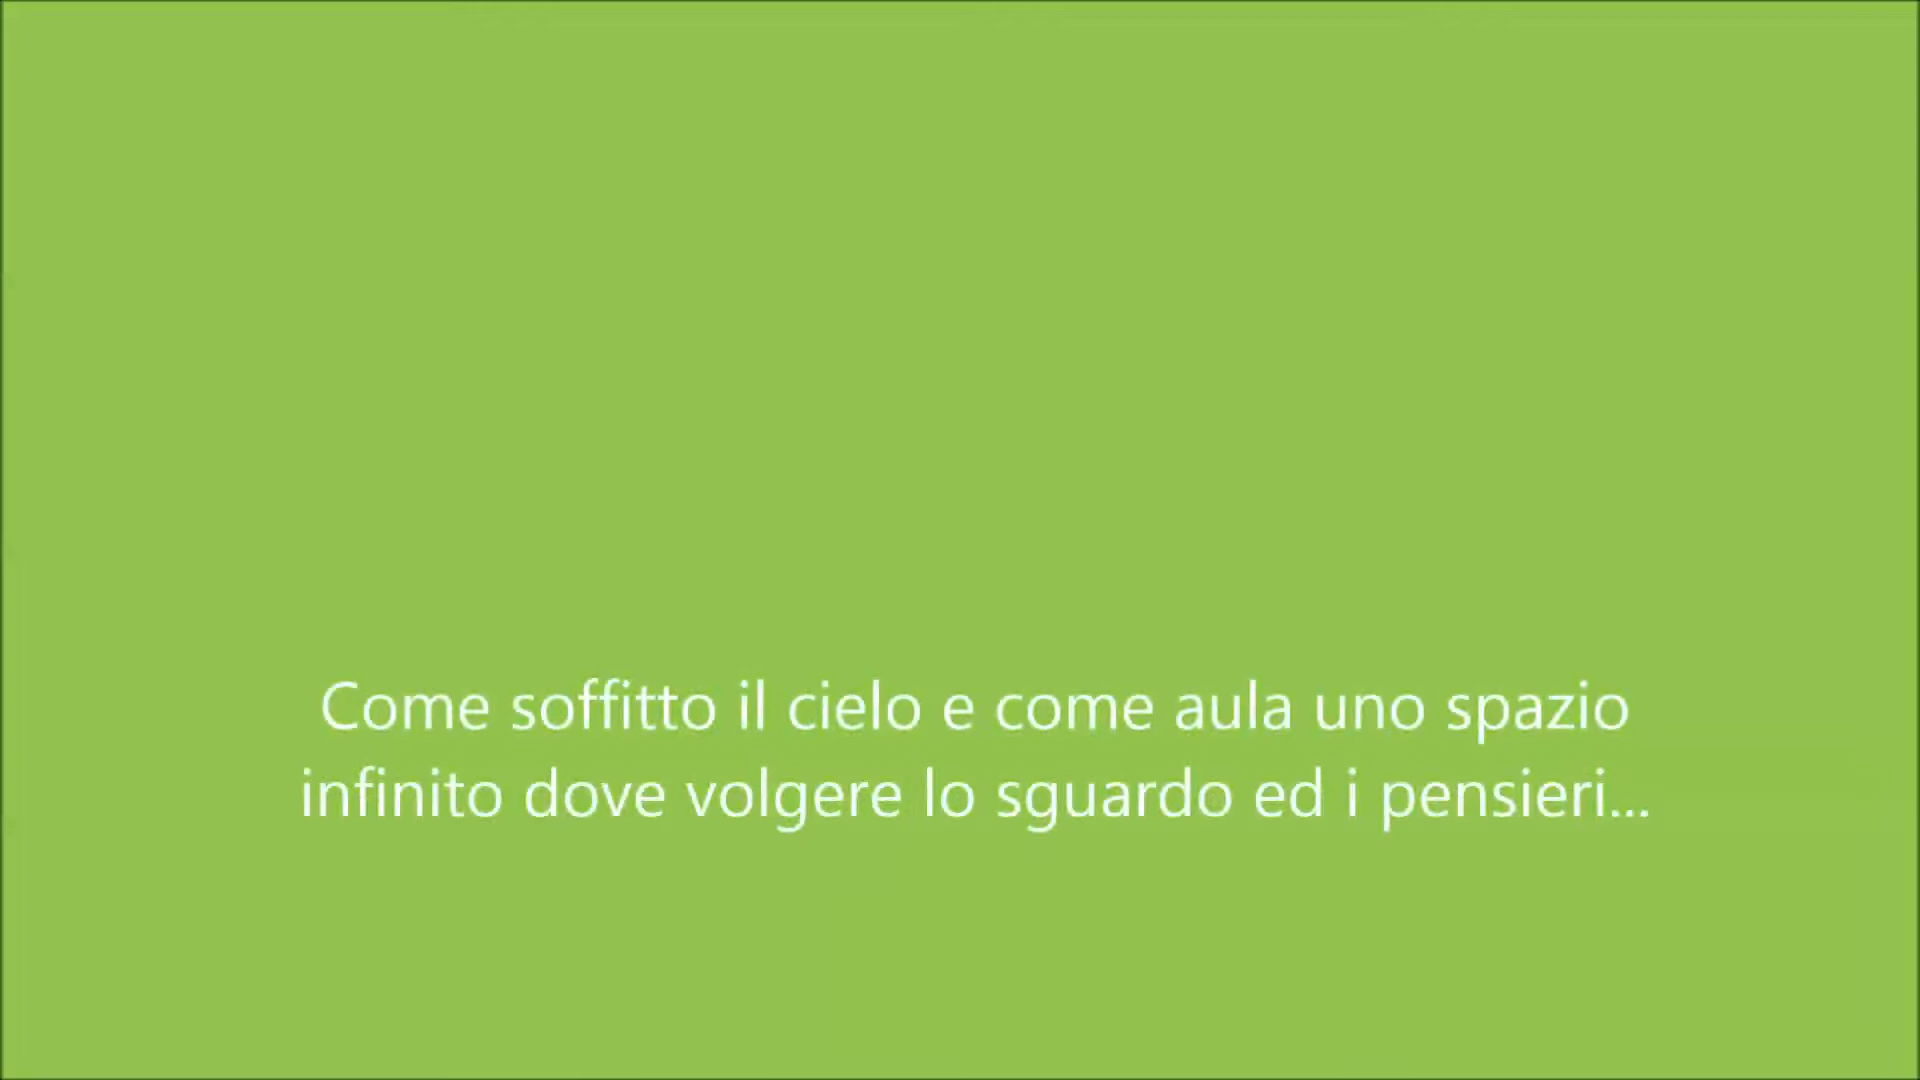 Come soffitto il cielo e come aula uno spazio
infinito dove volgere lo sguardo ed i pensieri...